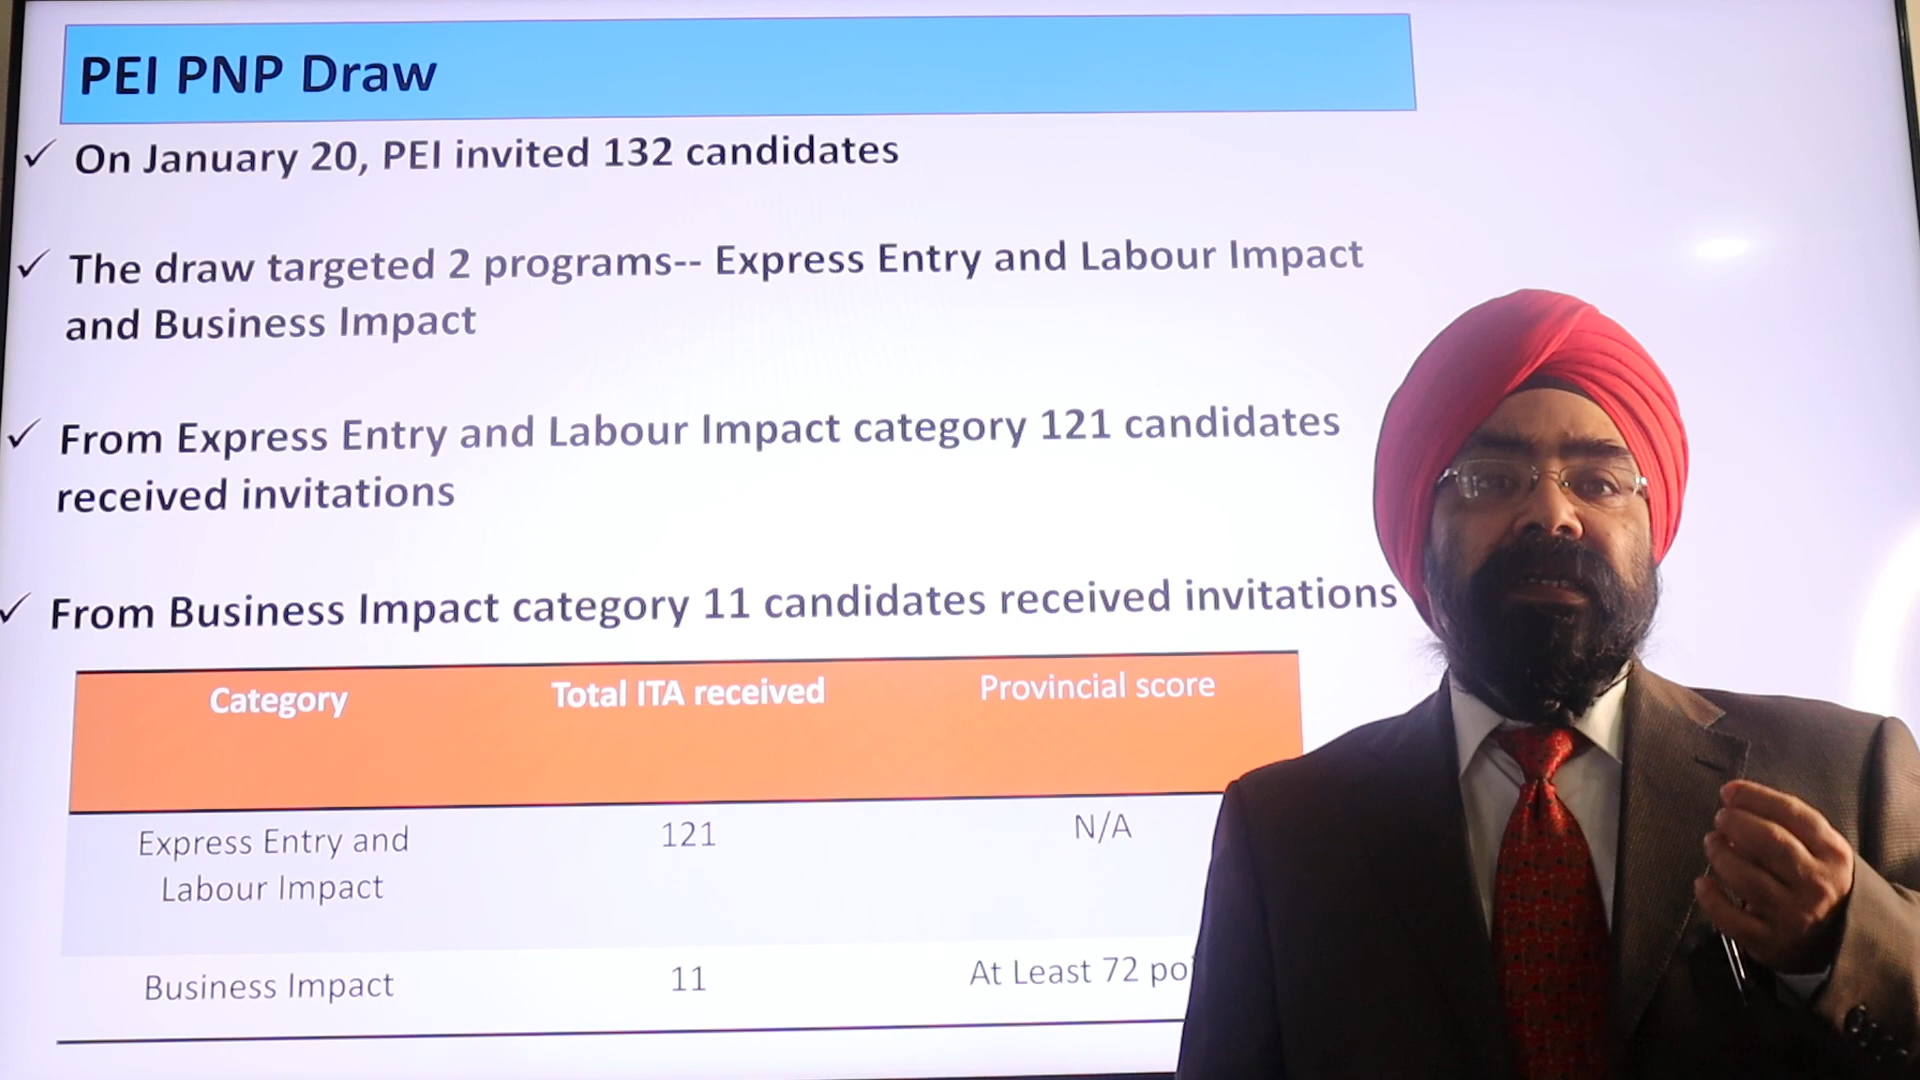 PEI PNP Draw
✓ On January 20, PEI invited 132 candidates
✓ The draw targeted 2 programs-- Express Entry and Labour Impact
and Business Impact
✓ From Express Entry and Labour Impact category 121 candidates
received invitations
✓ From Business Impact category 11 candidates received invitations
Category Total ITA received Provincial score
Express Entry and 121 N/A
Labour Impact
Business Impact 11 At Least 72